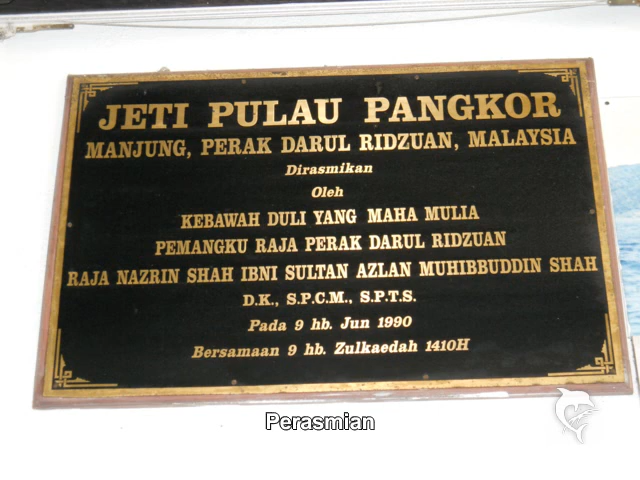 JETI PULAU PANGKOR
MANJUNG, PERAK DARUL RIDZUAN, MALAYSIA
Dirasmikan
Oleh
KEBAWAH DULI YANG MAHA MULIA
PEMANGKU RAJA PERAK DARUL RIDZUAN
RAJA NAZRIN SHAH IBNI SULTAN AZLAN MUHIBBUDDIN SHAH
D.K., S.P.C.M., S.P.T.S.
Pada 9 hb. Jun 1990
Bersamaan 9 hb. Zulkaedah 1410H
Perasmian